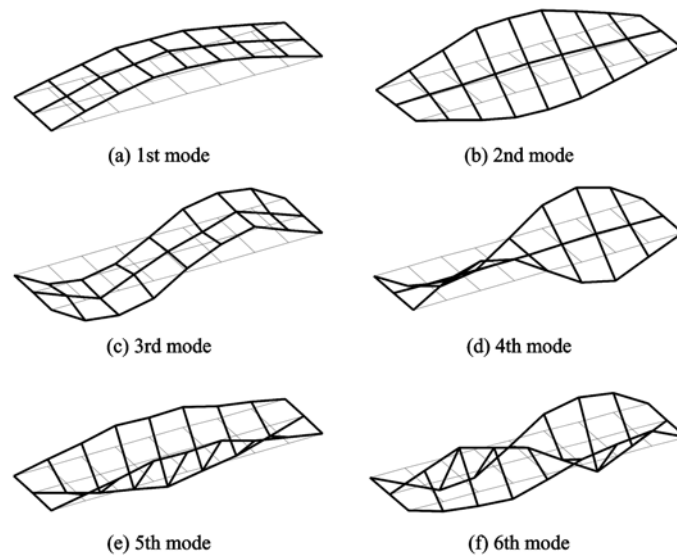 (a) 1st mode
(b) 2nd mode
(c) 3rd mode
(d) 4th mode
(e) 5th mode
(f) 6th mode